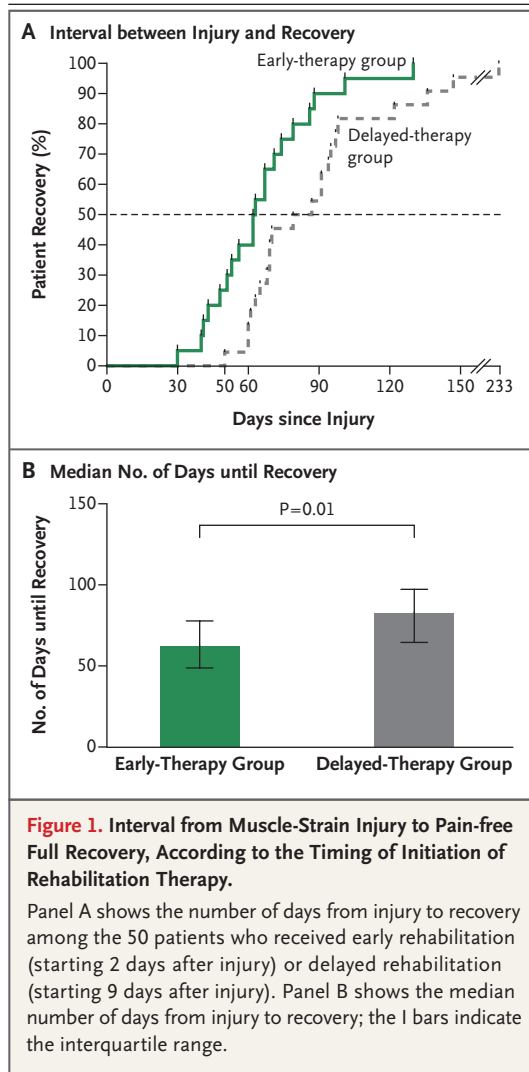 A Interval between Injury and Recovery
Early-therapy group
Delayed-therapy
group
100
90
80
70
60
50
40
30
20
10
0
Patient Recovery (%)
0 30 50 60 90 120 150 233
Days since Injury
B Median No. of Days until Recovery
P=0.01
150
100
50
0
No. of Days until Recovery
Early-Therapy Group Delayed-Therapy Group
Figure 1. Interval from Muscle-Strain Injury to Pain-free
Full Recovery, According to the Timing of Initiation of
Rehabilitation Therapy.
Panel A shows the number of days from injury to recovery
among the 50 patients who received early rehabilitation
(starting 2 days after injury) or delayed rehabilitation
(starting 9 days after injury). Panel B shows the median
number of days from injury to recovery; the I bars indicate
the interquartile range.